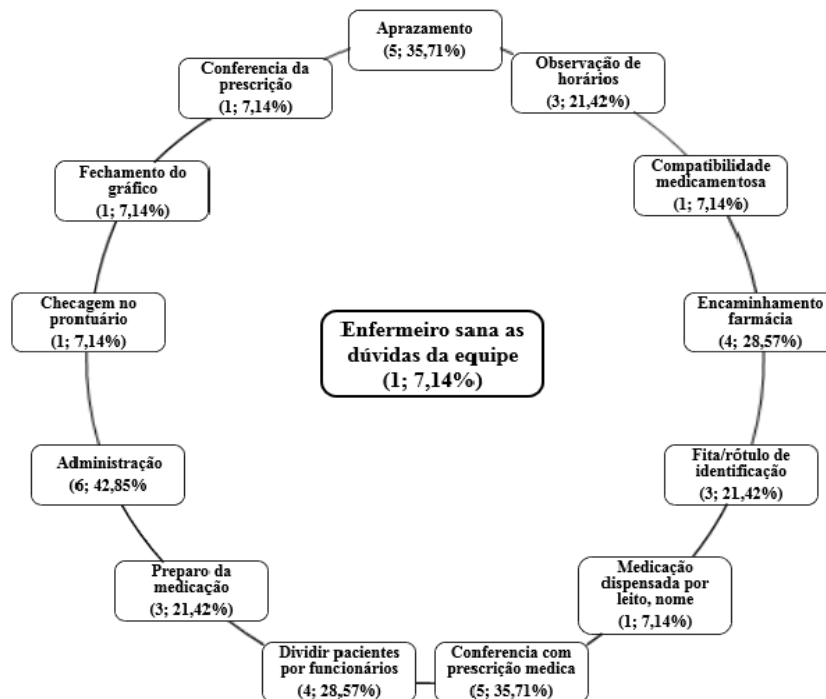 Aprazamento
(5; 35,71%)
Observação de
horários
(3; 21,42%)
Compatibilidade
medicamentosa
(1; 7,14%)
Encaminhamento
farmácia
(4; 28,57%)
Fita/rótulo de
identificação
(3; 21,42%)
Medicação
dispensada por
leito, nome
(1; 7,14%)
Conferencia com
prescrição medica
(5; 35,71%)
Dividir pacientes
por funcionários
(4; 28,57%)
Preparo da
medicação
(3; 21,42%)
Administração
(6; 42,85%
Checagem no
prontuário
(1; 7,14%)
Fechamento do
gráfico
(1; 7,14%)
Conferencia da
prescrição
(1; 7,14%)
Enfermeiro sana as
dúvidas da equipe
(1; 7,14%)